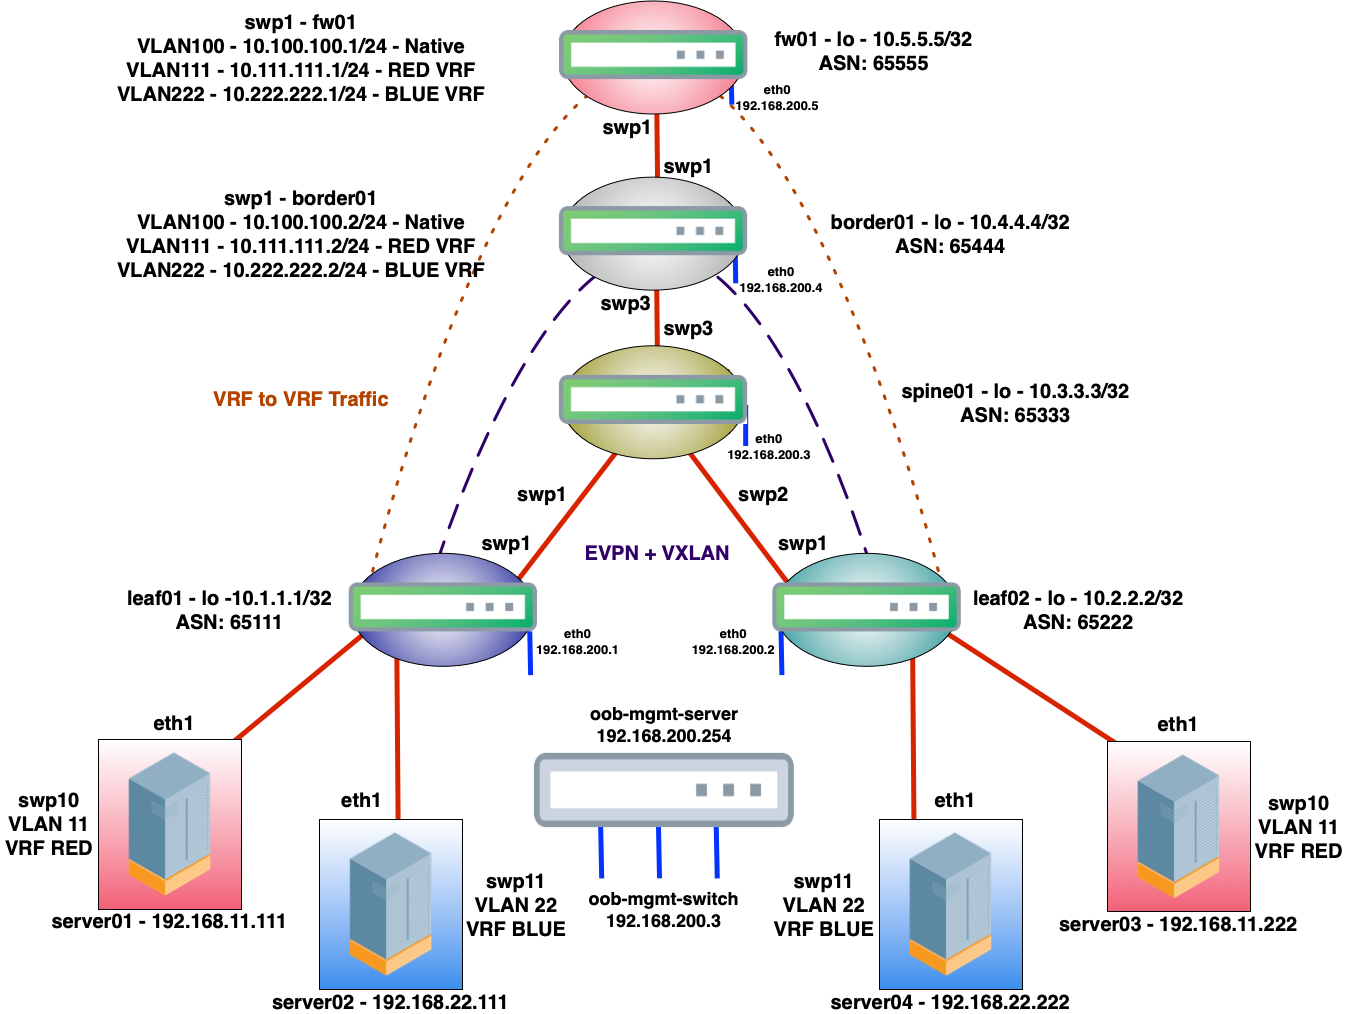 swp1 - fw01
VLAN100 - 10.100.100.1/24 - Native
VLAN111 - 10.111.111.1/24 - RED VRF
VLAN222 - 10.222.222.1/24 - BLUE VRF
fw01 - lo - 10.5.5.5/32
ASN: 65555
eth0
192.168.200.5
swp1
swp1
swp1 - border01
VLAN100 - 10.100.100.2/24 - Native
VLAN111 - 10.111.111.2/24 - RED VRF
VLAN222 - 10.222.222.2/24 - BLUE VRF
border01 - lo - 10.4.4.4/32
ASN: 65444
eth0
192.168.200.4
swp3
swp3
VRF to VRF Traffic
spine01 - lo - 10.3.3.3/32
ASN: 65333
eth0
192.168.200.3
swp1
swp2
swp1
EVPN + VXLAN
swp1
leaf01 - lo -10.1.1.1/32
ASN: 65111
eth0
192.168.200.1
eth0
192.168.200.2
leaf02 - lo - 10.2.2.2/32
ASN: 65222
eth1
oob-mgmt-server
192.168.200.254
eth1
swp10
VLAN 11
VRF RED
eth1
eth1
swp10
VLAN 11
VRF RED
server01 - 192.168.11.111
swp11
VLAN 22
VRF BLUE
oob-mgmt-switch
192.168.200.3
swp11
VLAN 22
VRF BLUE
server03 - 192.168.11.222
server02 - 192.168.22.111
server04 - 192.168.22.222